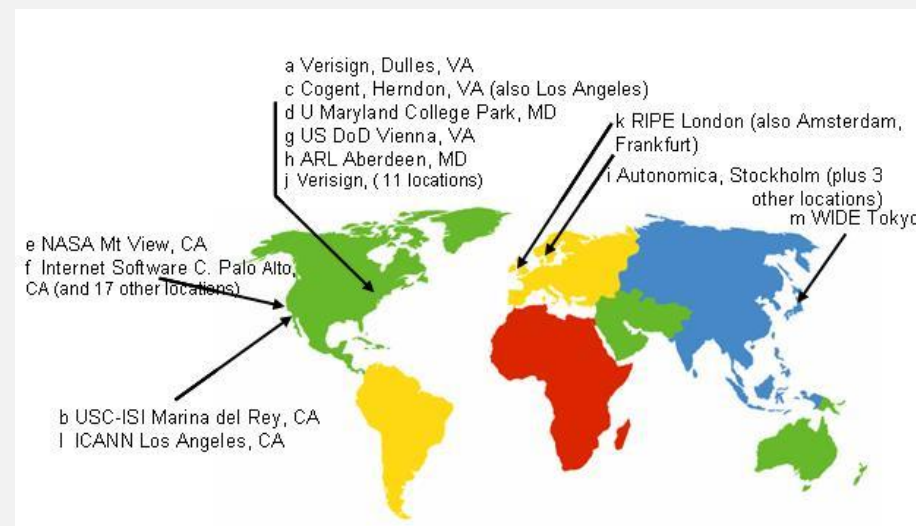 a Verisign, Dulles, VA
c Cogent, Herndon, VA (also Los Angeles)
d U Maryland College Park, MD
g US DoD Vienna, VA
h ARL Aberdeen, MD
j Verisign, ( 11 locations)
k RIPE London (also Amsterdam,
Frankfurt)
i Autonomica, Stockholm (plus 3
other locations)
m WIDE Tokyo
e NASA Mt View, CA
f Internet Software C. Palo Alto,
CA (and 17 other locations)
b USC-ISI Marina del Rey, CA
l ICANN Los Angeles, CA